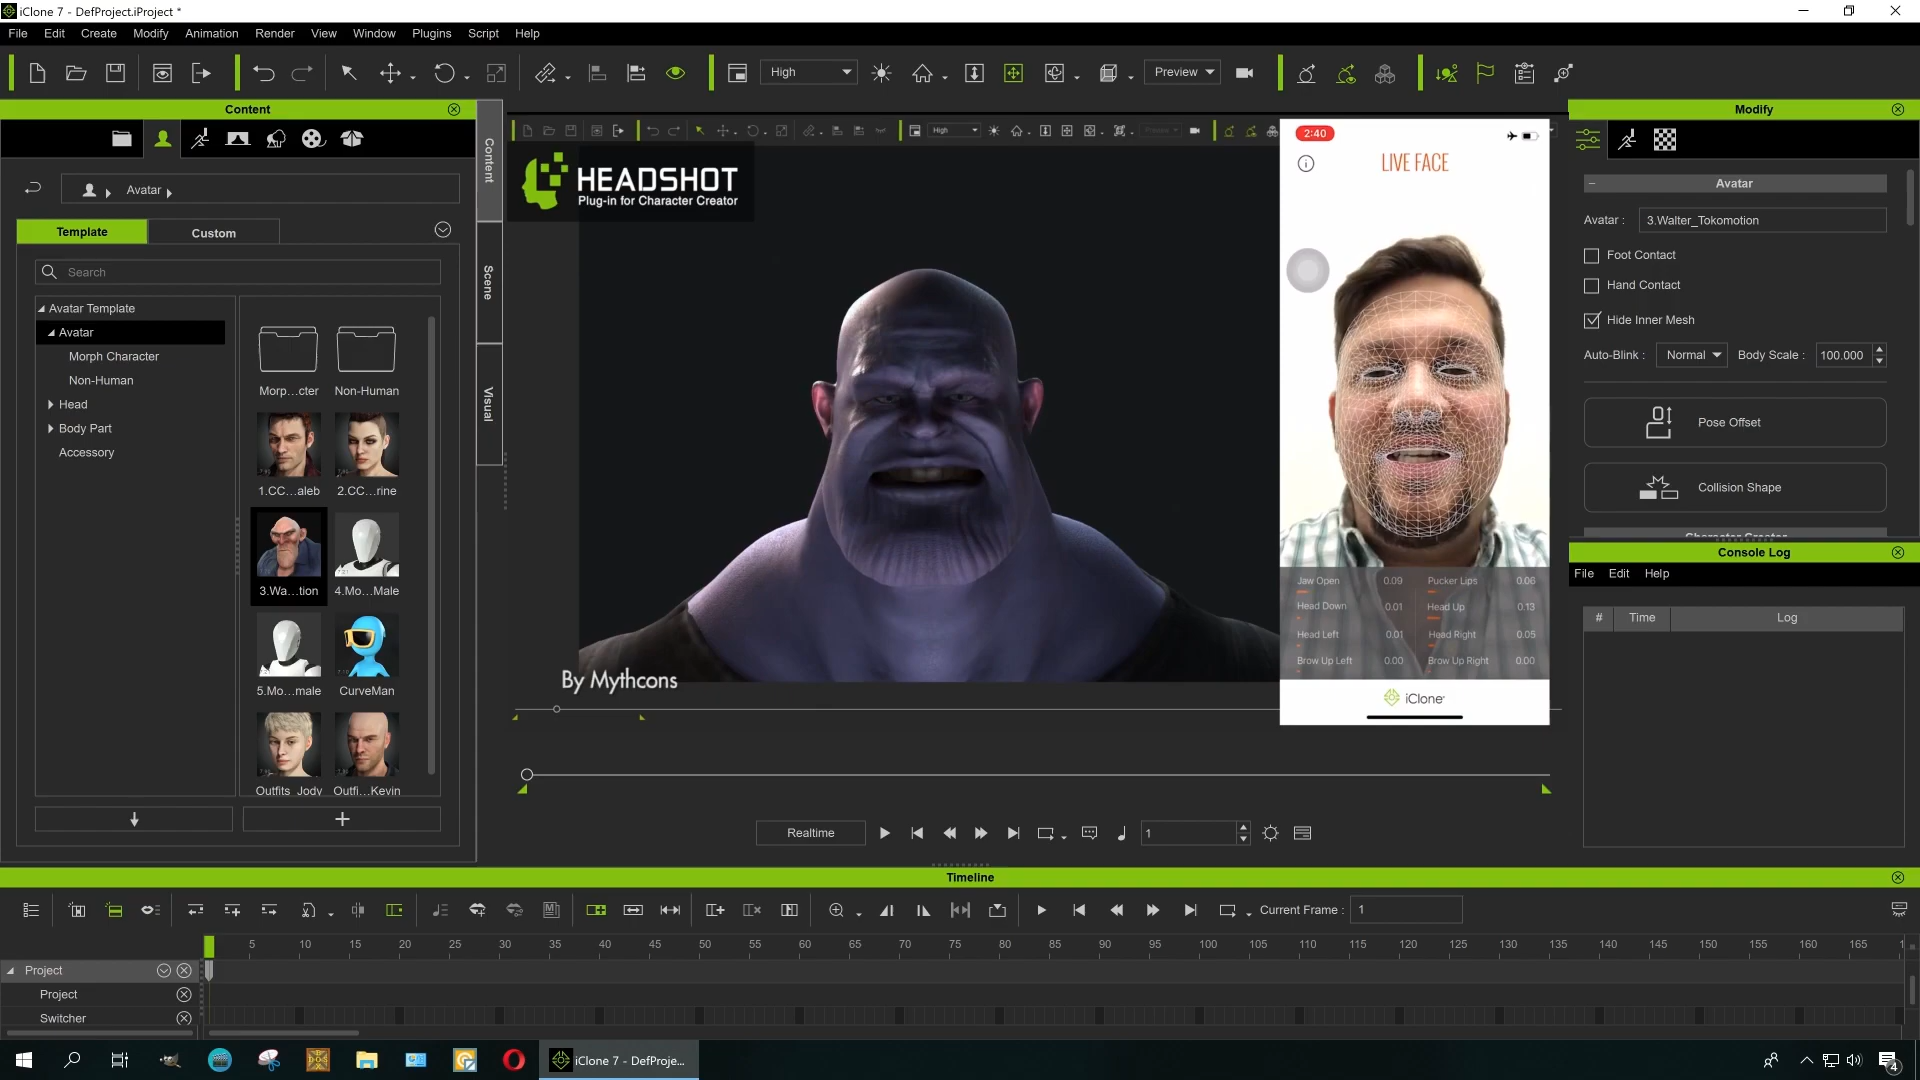 iClone 7 - DefProject.iProject *
File Edit Create Modify Animation Render View Window Plugins Script Help
High Preview
Content
Modify
Content
Scene
Visual
Avatar
Template Custom
Search
Avatar Template
Avatar
Morph Character
Non-Human
Head
Body Part
Accessory
Morp...cter Non-Human
1.CC...aleb 2.CC...rine
3.Wa...tion 4.Mo...Male
5.Mo...male CurveMan
Outfits_Jody Outfi...Kevin
High
HEADSHOT
Plug-in for Character Creator
By Mythcons
2:40
LIVE FACE
Jaw Open 0.09 Pucker Lips 0.06
Head Down 0.01 Head Up 0.13
Head Left 0.01 Head Right 0.05
Brow Up Left 0.00 Brow Up Right 0.00
iClone
Avatar
Avatar : 3.Walter_Tokomotion
Foot Contact
Hand Contact
Hide Inner Mesh
Auto-Blink : Normal Body Scale : 100.000
Pose Offset
Collision Shape
Character Creator
Console Log
File Edit Help
# Time Log
Realtime 1
Timeline
Current Frame : 1
5 10 15 20 25 30 35 40 45 50 55 60 65 70 75 80 85 90 95 100 105 110 115 120 125 130 135 140 145 150 155 160 165
Project
Project
Switcher
iClone 7 - DefProje...
4